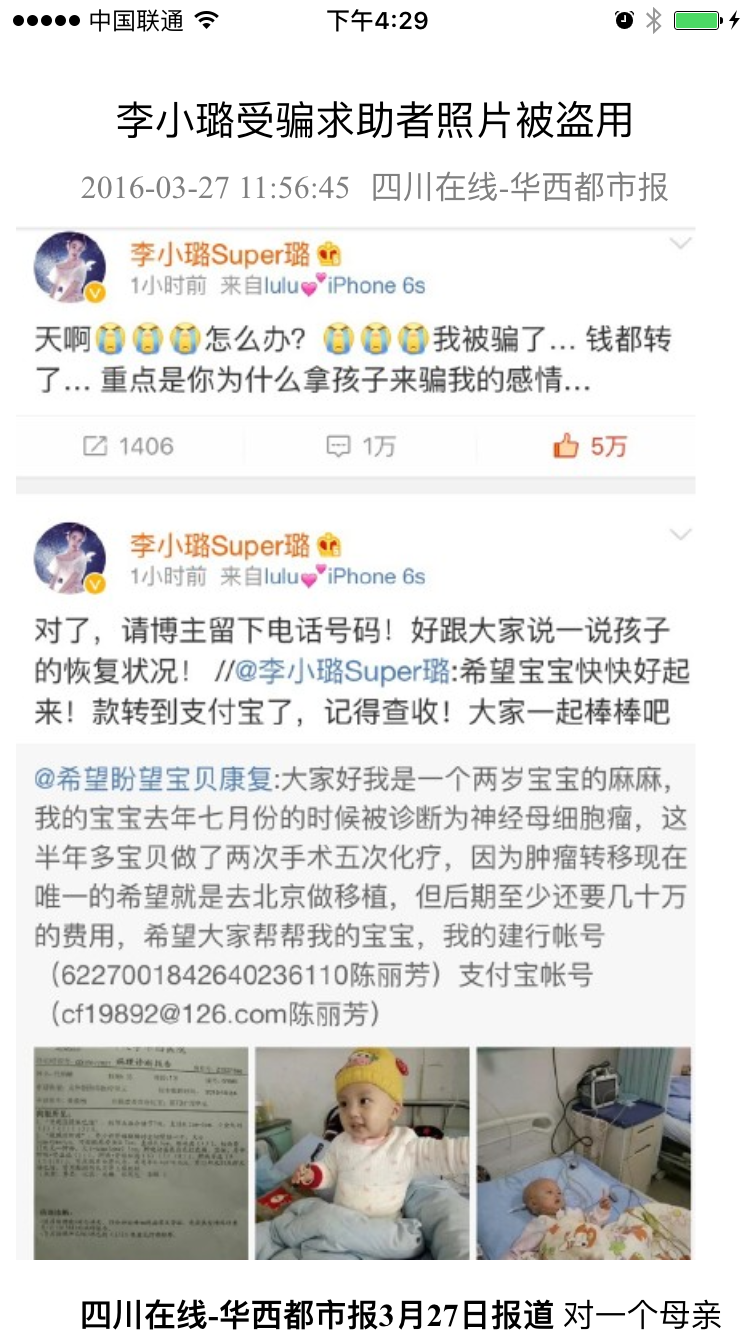 中国联通 下午4:29
李小璐受骗求助者照片被盗用
2016-03-27 11:56:45 四川在线-华西都市报
李小璐Super璐
1小时前 来自lulu💕iPhone 6s
天啊😭😭😭怎么办？😭😭😭我被骗了... 钱都转
了... 重点是你为什么拿孩子来骗我的感情...
1406 1万 5万
李小璐Super璐
1小时前 来自lulu💕iPhone 6s
对了，请博主留下电话号码！好跟大家说一说孩子
的恢复状况！//@李小璐Super璐:希望宝宝快快好起
来！款转到支付宝了，记得查收！大家一起棒棒吧
@希望盼望宝贝康复:大家好我是一个两岁宝宝的麻麻，
我的宝宝去年七月份的时候被诊断为神经母细胞瘤，这
半年多宝贝做了两次手术五次化疗，因为肿瘤转移现在
唯一的希望就是去北京做移植，但后期至少还要几十万
的费用，希望大家帮帮我的宝宝，我的建行帐号
（6227001842640236110陈丽芳）支付宝帐号
（cf19892@126.com陈丽芳）
四川在线-华西都市报3月27日报道 对一个母亲